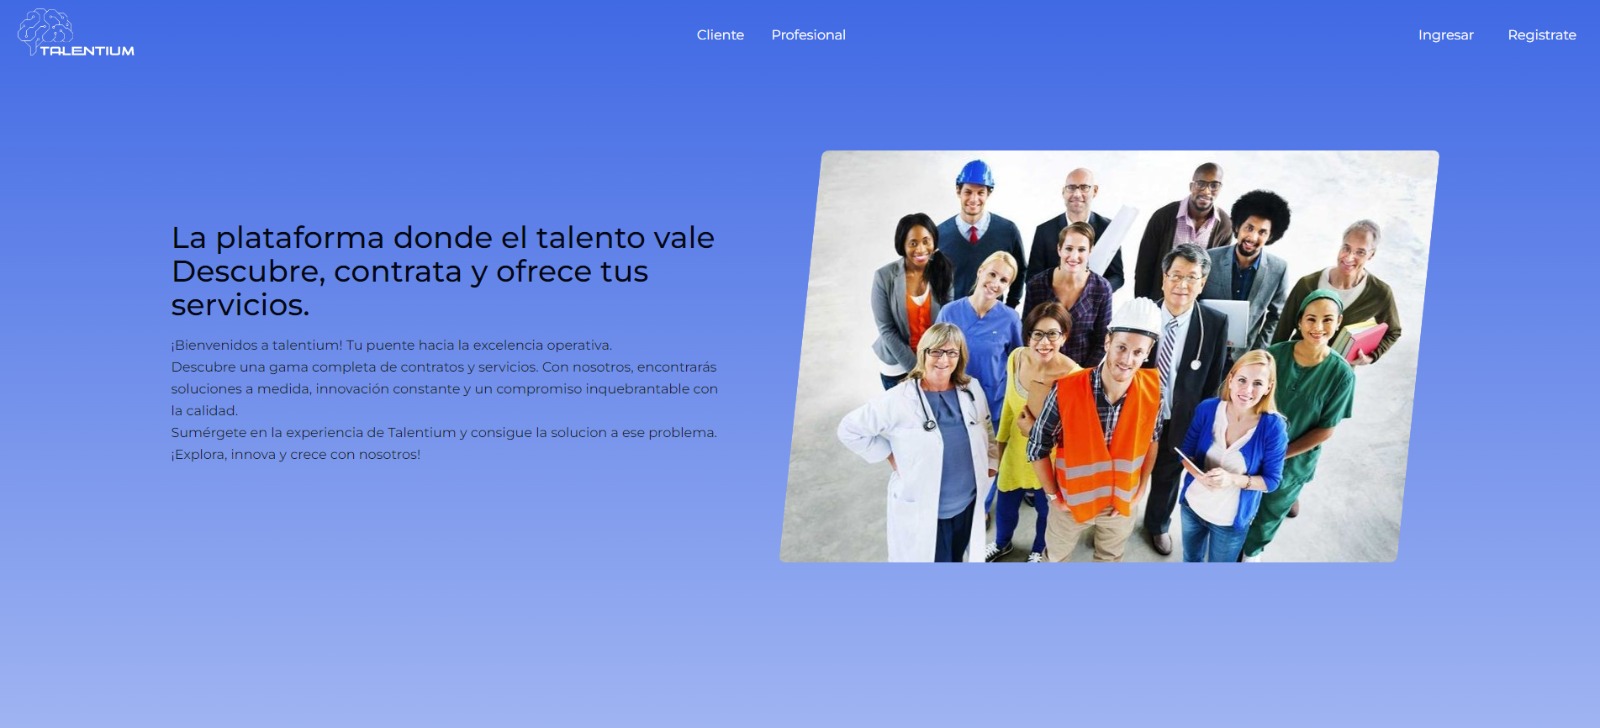 TALENTIUM
Cliente Profesional
Ingresar Registrate
La plataforma donde el talento vale
Descubre, contrata y ofrece tus
servicios.
¡Bienvenidos a talentium! Tu puente hacia la excelencia operativa.
Descubre una gama completa de contratos y servicios. Con nosotros, encontrarás
soluciones a medida, innovación constante y un compromiso inquebrantable con
la calidad.
Sumérgete en la experiencia de Talentium y consigue la solucion a ese problema.
¡Explora, innova y crece con nosotros!